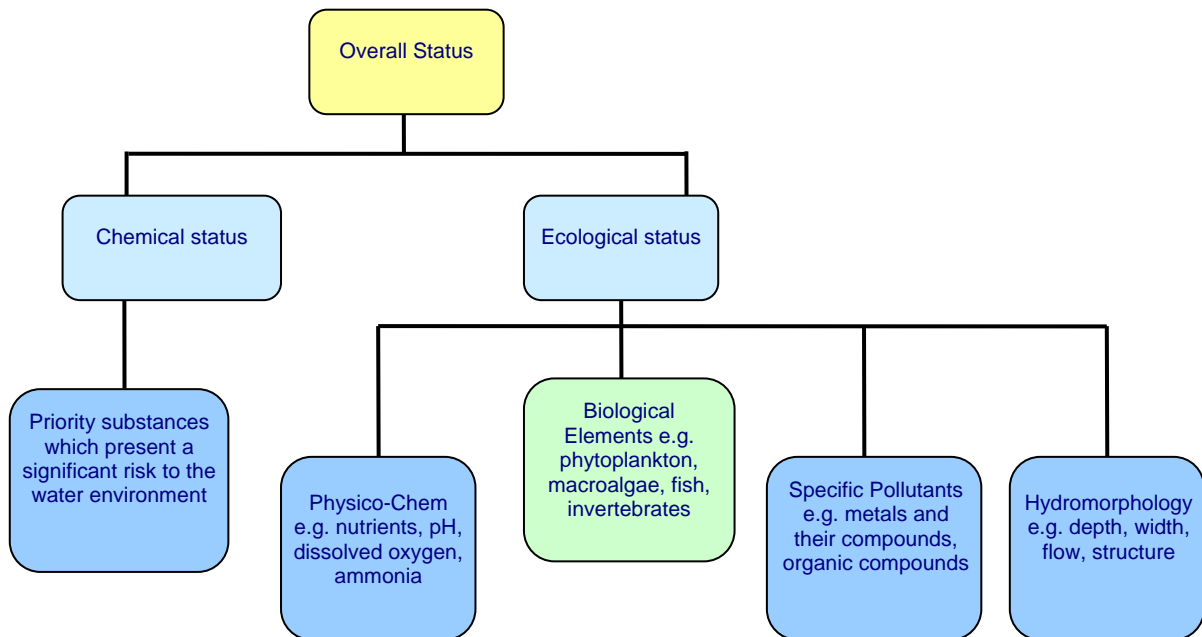 Overall Status
Chemical status
Ecological status
Priority substances
which present a
significant risk to the
water environment
Physico-Chem
e.g. nutrients, pH,
dissolved oxygen,
ammonia
Biological
Elements e.g.
phytoplankton,
macroalgae, fish,
invertebrates
Specific Pollutants
e.g. metals and
their compounds,
organic compounds
Hydromorphology
e.g. depth, width,
flow, structure